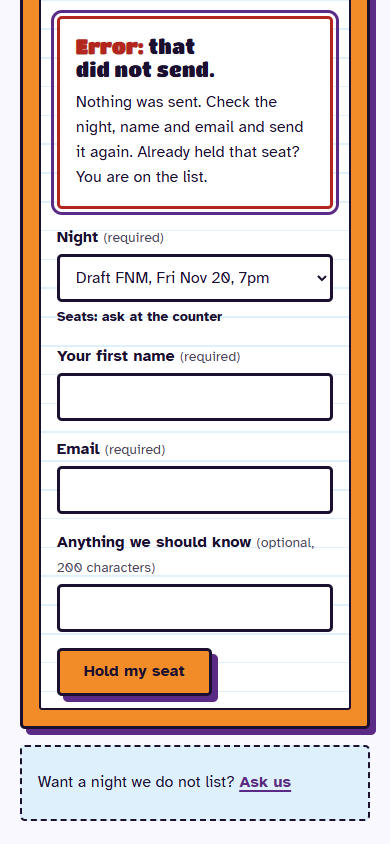 Error: that
did not send.
Nothing was sent. Check the
night, name and email and send
it again. Already held that seat?
You are on the list.
Night (required)
Draft FNM, Fri Nov 20, 7pm
Seats: ask at the counter
Your first name (required)
Email (required)
Anything we should know (optional,
200 characters)
Hold my seat
Want a night we do not list? Ask us